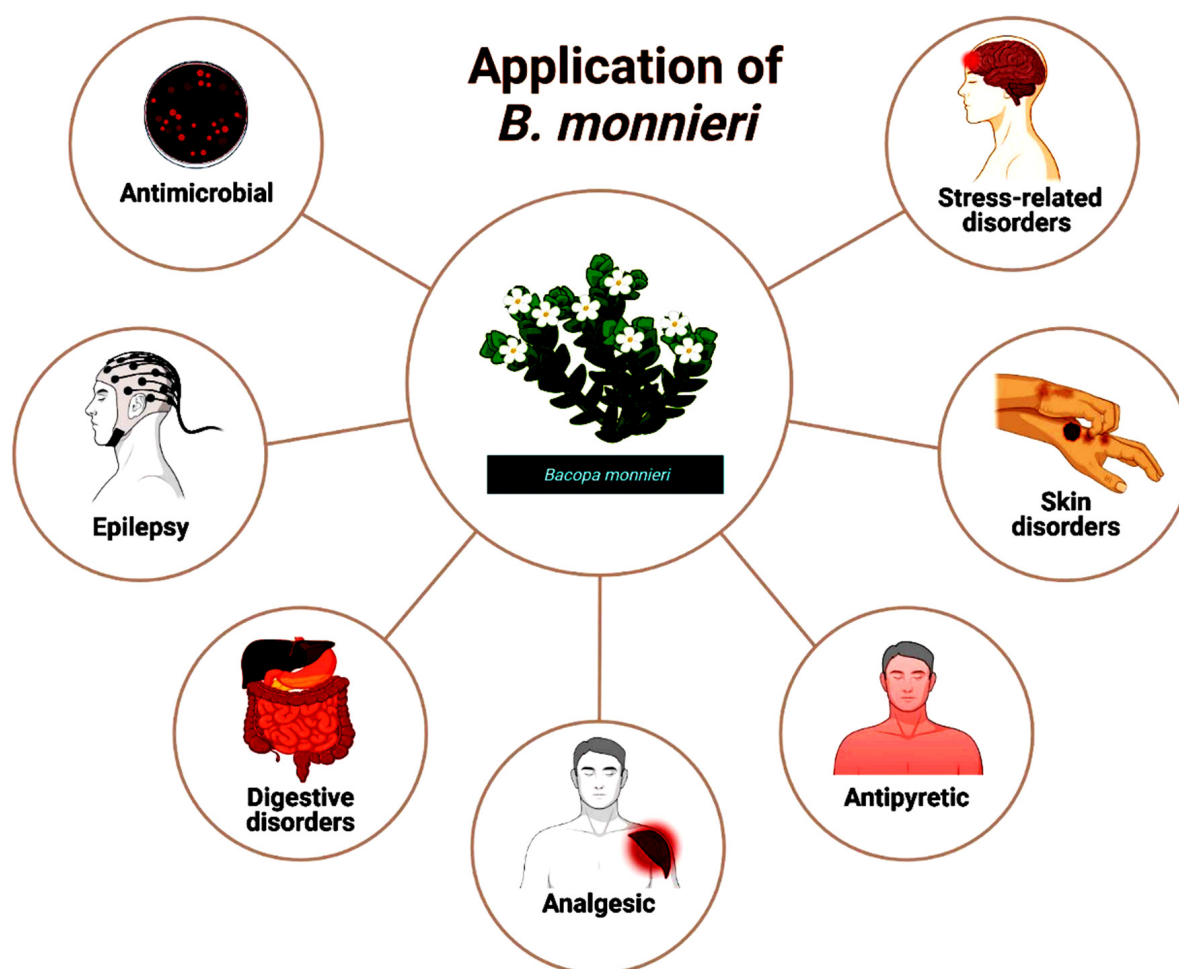 Application of
B. monnieri
Antimicrobial
Stress-related
disorders
Bacopa monnieri
Epilepsy
Skin
disorders
Digestive
disorders
Antipyretic
Analgesic